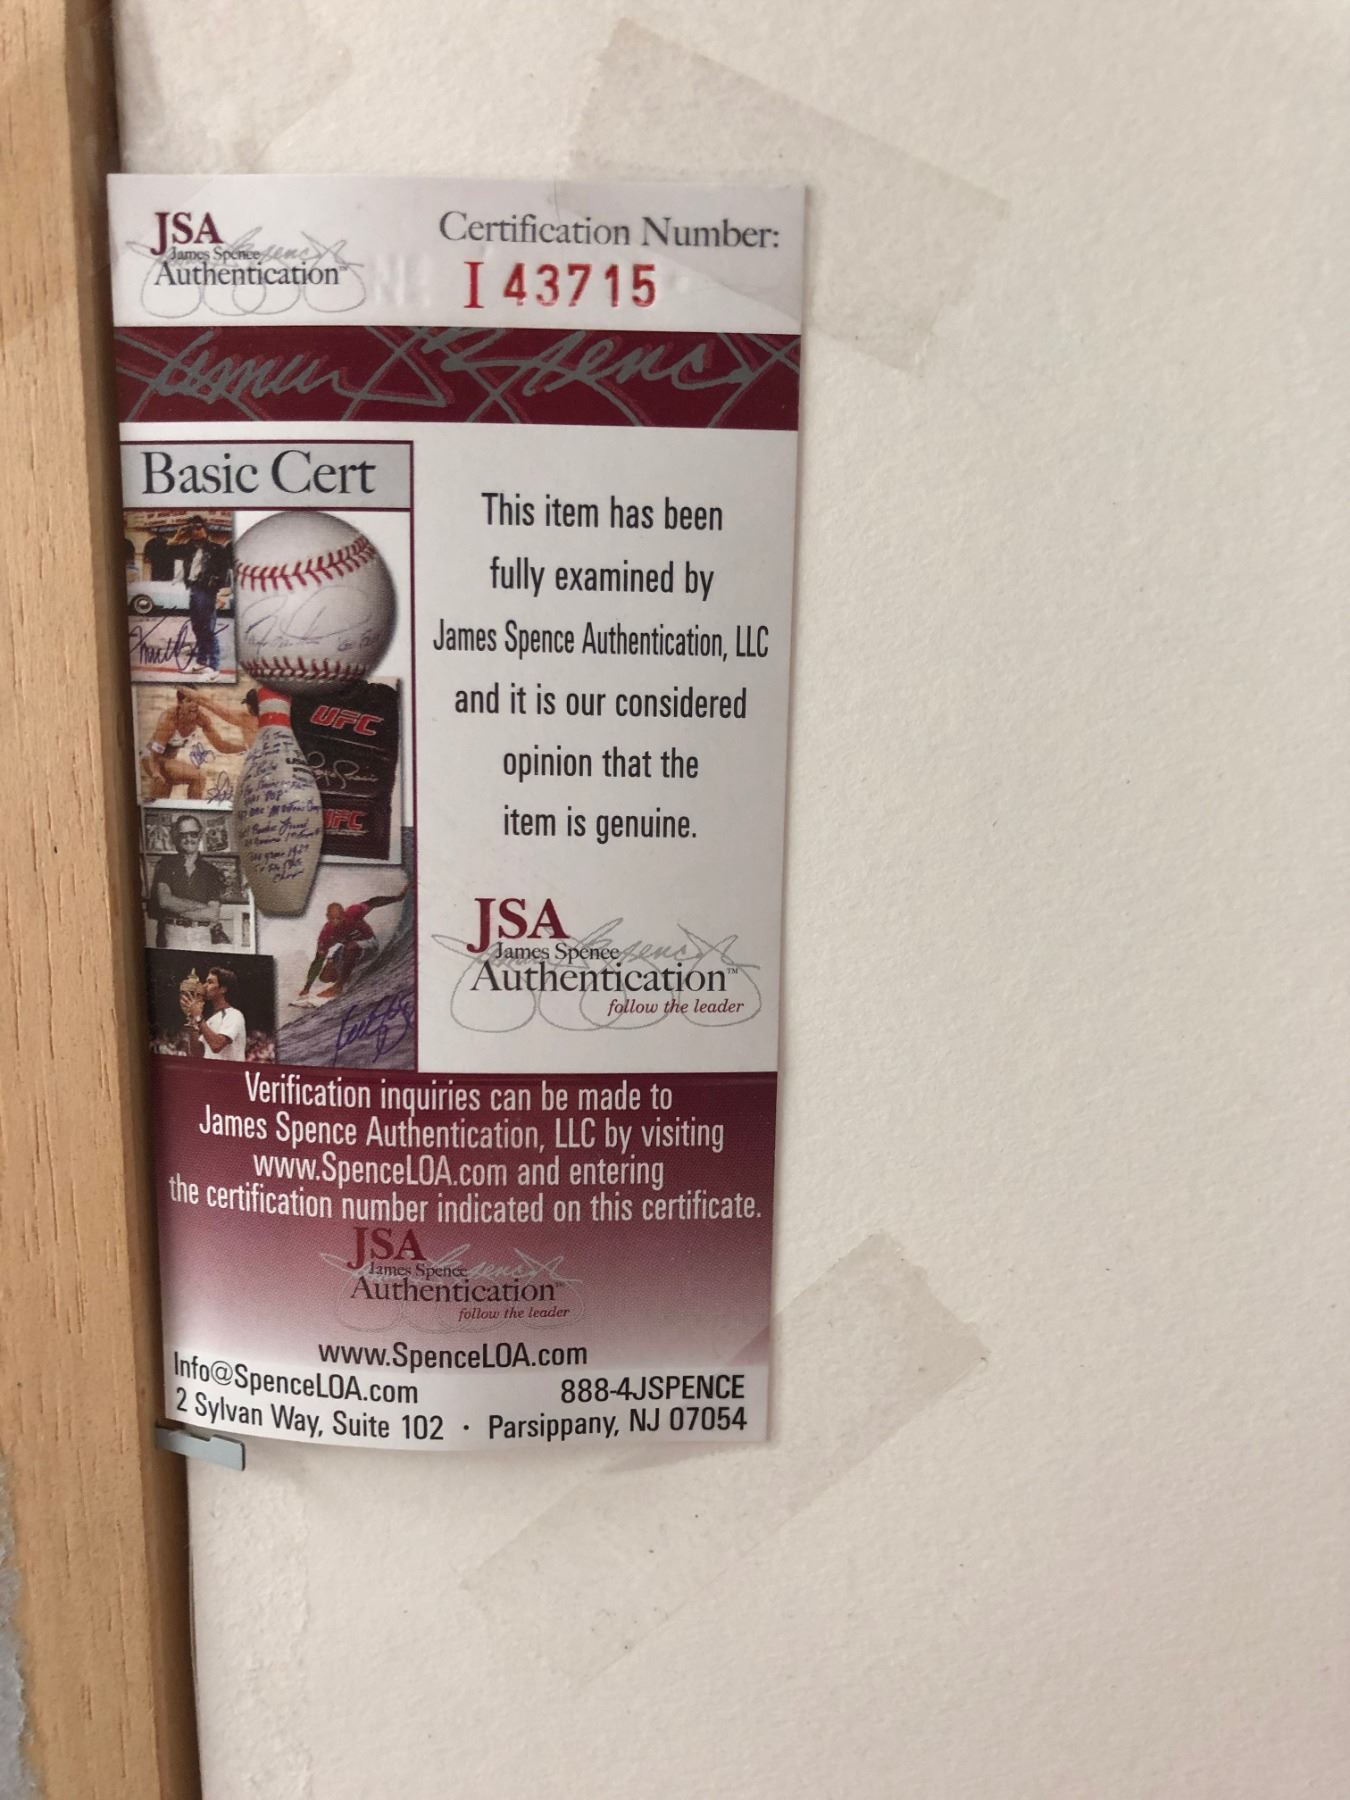 JSA
James Spence
Authentication™
Certification Number:
I 43715
Basic Cert
This item has been
fully examined by
James Spence Authentication, LLC
and it is our considered
opinion that the
item is genuine.
UFC
UFC
JSA
James Spence
Authentication™
follow the leader
Verification inquiries can be made to
James Spence Authentication, LLC by visiting
www.SpenceLOA.com and entering
the certification number indicated on this certificate.
JSA
James Spence
Authentication™
follow the leader
www.SpenceLOA.com
Info@SpenceLOA.com 888-4JSPENCE
2 Sylvan Way, Suite 102 · Parsippany, NJ 07054